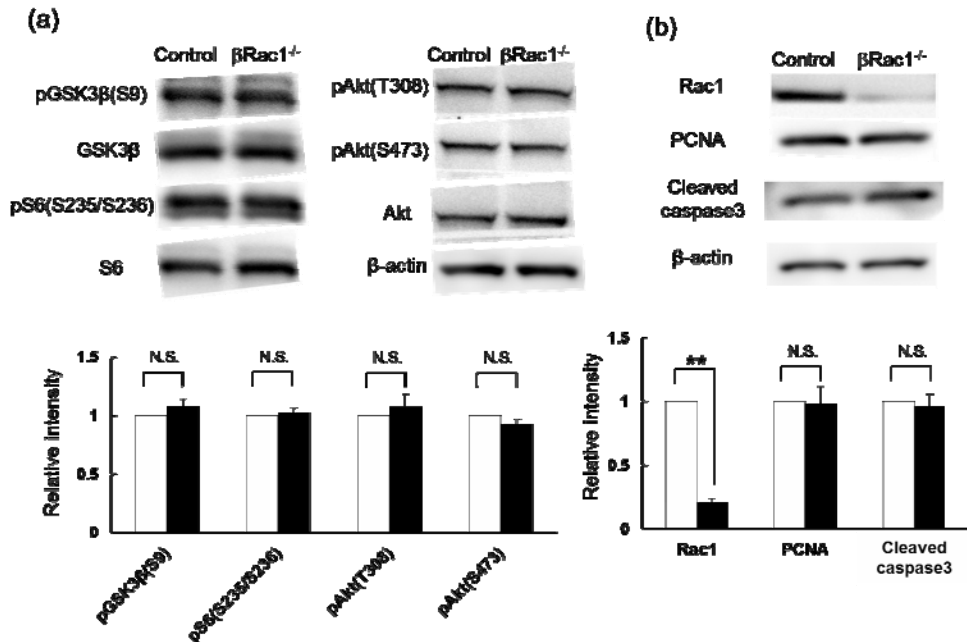 (a)
Control βRac1-/-
pGSK3β(S9)
GSK3β
pS6(S235/S236)
S6
Control βRac1-/-
pAkt(T308)
pAkt(S473)
Akt
β-actin
(b)
Control βRac1-/-
Rac1
PCNA
Cleaved
caspase3
β-actin
Relative intensity
1.5
1
0.5
0
N.S.
N.S.
N.S.
N.S.
pGSK3β(S9)
pS6(S235/S236)
pAkt(T308)
pAkt(S473)
Relative intensity
1.5
1
0.5
0
**
N.S.
N.S.
Rac1
PCNA
Cleaved
caspase3